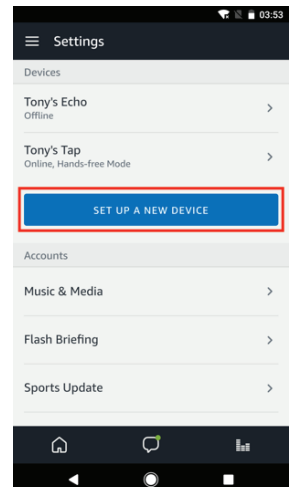 03:53
Settings
Devices
Tony's Echo
Offline
Tony's Tap
Online, Hands-free Mode
SET UP A NEW DEVICE
Accounts
Music & Media
Flash Briefing
Sports Update